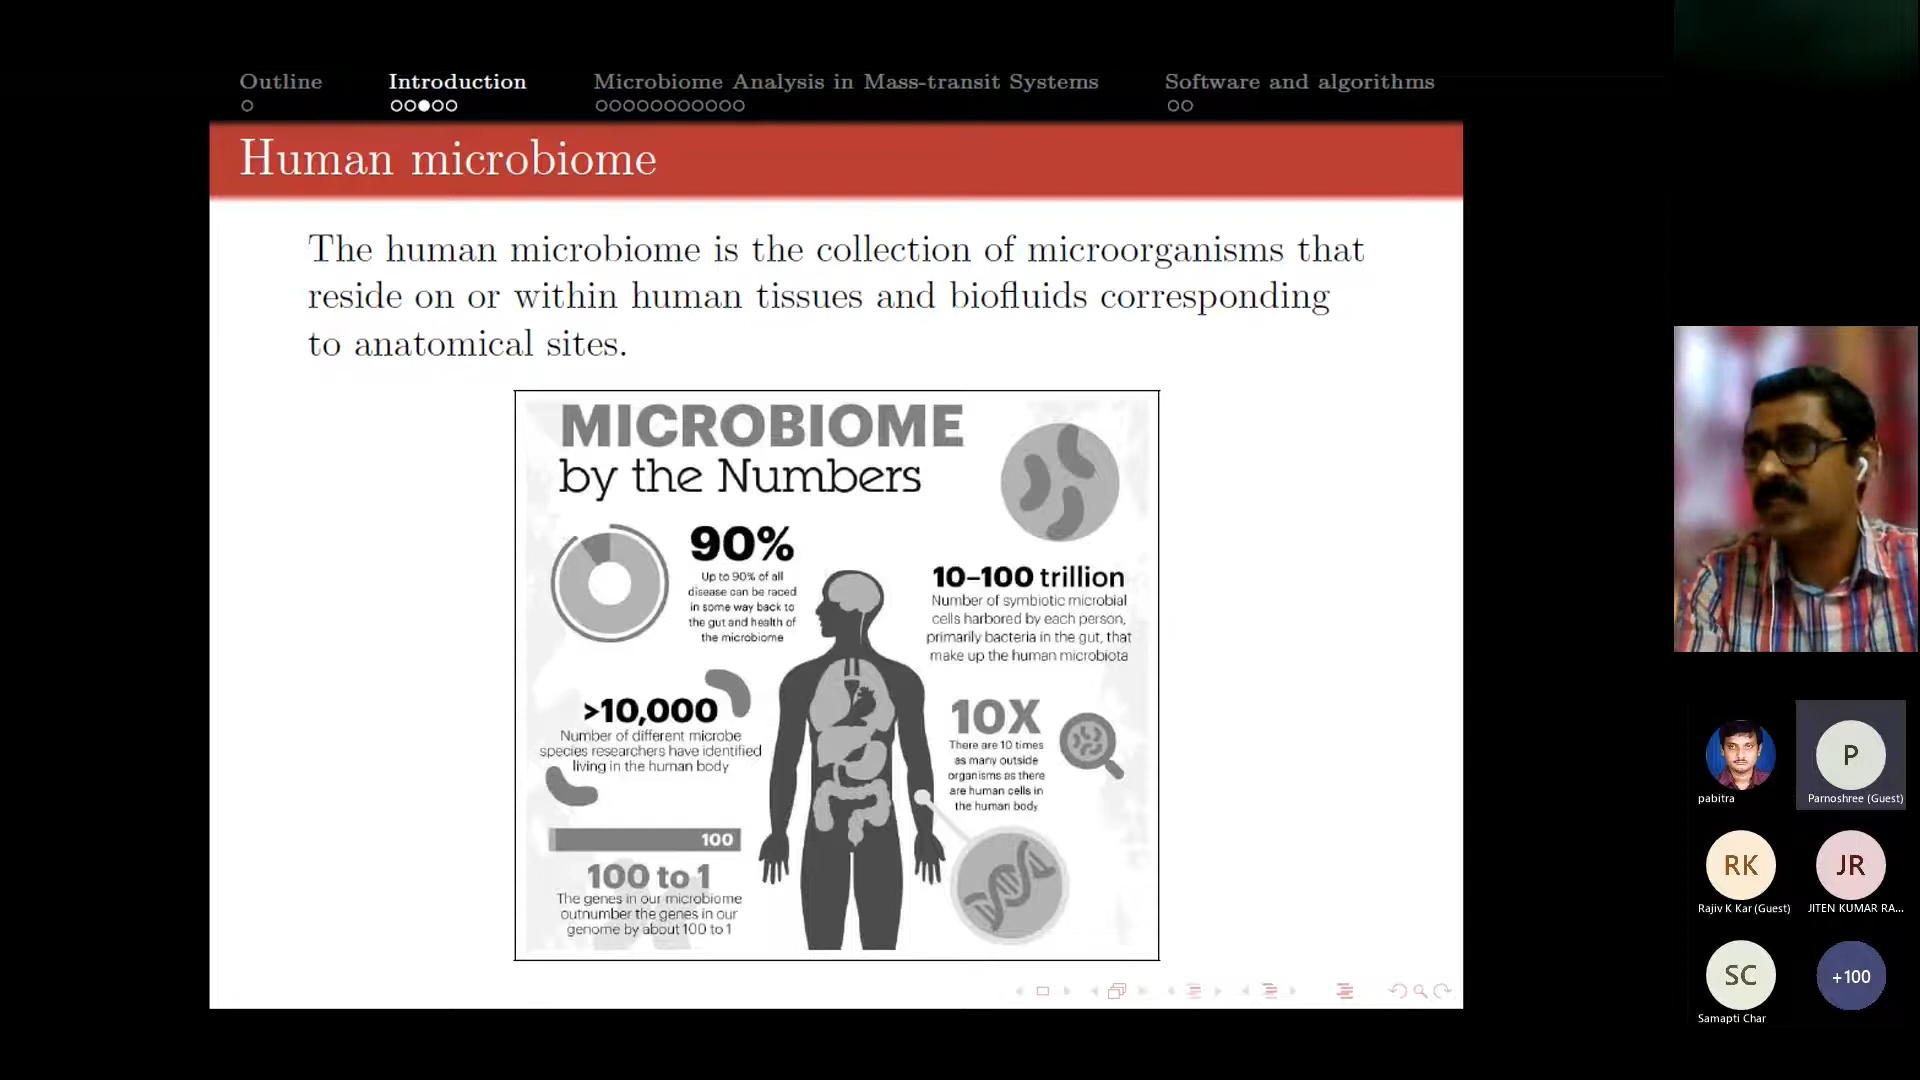 Outline
Introduction
Microbiome Analysis in Mass-transit Systems
Software and algorithms
Human microbiome
The human microbiome is the collection of microorganisms that
reside on or within human tissues and biofluids corresponding
to anatomical sites.
MICROBIOME
by the Numbers
90%
Up to 90% of all
disease can be raced
in some way back to
the gut and health of
the microbiome
10–100 trillion
Number of symbiotic microbial
cells harbored by each person,
primarily bacteria in the gut, that
make up the human microbiota
>10,000
Number of different microbe
species researchers have identified
living in the human body
10X
There are 10 times
as many outside
organisms as there
are human cells in
the human body
100
100 to 1
The genes in our microbiome
outnumber the genes in our
genome by about 100 to 1
pabitra
P
Parnoshree (Guest)
RK
Rajiv K Kar (Guest)
JR
JITEN KUMAR RA...
SC
Samapti Char
+100